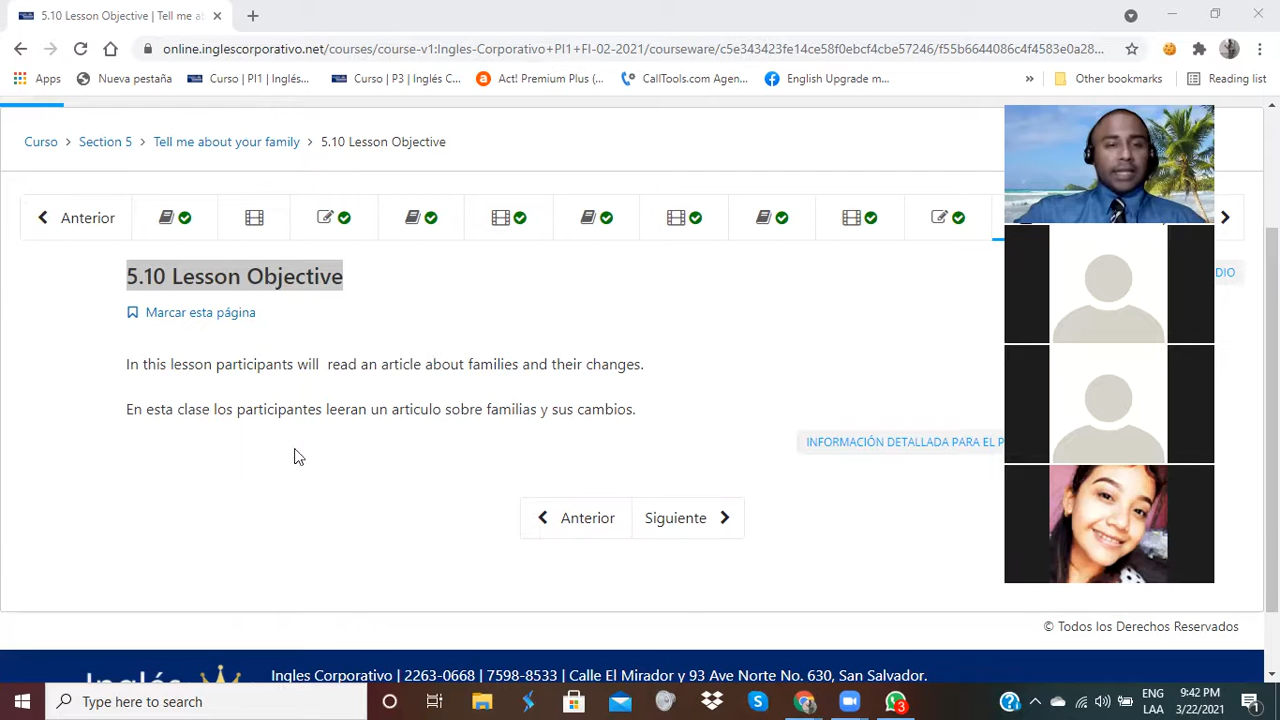 5.10 Lesson Objective | Tell me a
online.inglescorporativo.net/courses/course-v1:Ingles-Corporativo+PI1+FI-02-2021/courseware/c5e343423fe14ce58f0ebcf4cbe57246/f55b6644086c4f4583e0a28...
Apps Nueva pestaña Curso | PI1 | Inglés... Curso | P3 | Inglés C... Act! Premium Plus (... CallTools.com Agen... English Upgrade m... » Other bookmarks Reading list
Curso > Section 5 > Tell me about your family > 5.10 Lesson Objective
Anterior
5.10 Lesson Objective
DIO
Marcar esta página
In this lesson participants will read an article about families and their changes.
En esta clase los participantes leeran un articulo sobre familias y sus cambios.
INFORMACIÓN DETALLADA PARA EL P
Anterior Siguiente
© Todos los Derechos Reservados
Inglés
Ingles Corporativo | 2263-0668 | 7598-8533 | Calle El Mirador y 93 Ave Norte No. 630, San Salvador.
Type here to search
3
ENG
LAA
9:42 PM
3/22/2021
1